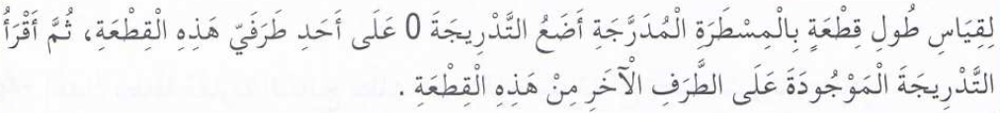 لِقِيَاسِ طُولِ قِطْعَةٍ بِالْمِسْطَرَةِ الْمُدَرَّجَةِ أَضَعُ التَّدْرِيجَةَ 0 عَلَى أَحَدِ طَرَفَيّ هَذِهِ الْقِطْعَةِ، ثُمَّ أَقْرَأُ
التَّدْرِيجَةَ الْمَوْجُودَةَ عَلَى الطَّرَفِ الْآخَرِ مِنْ هَذِهِ الْقِطْعَةِ .